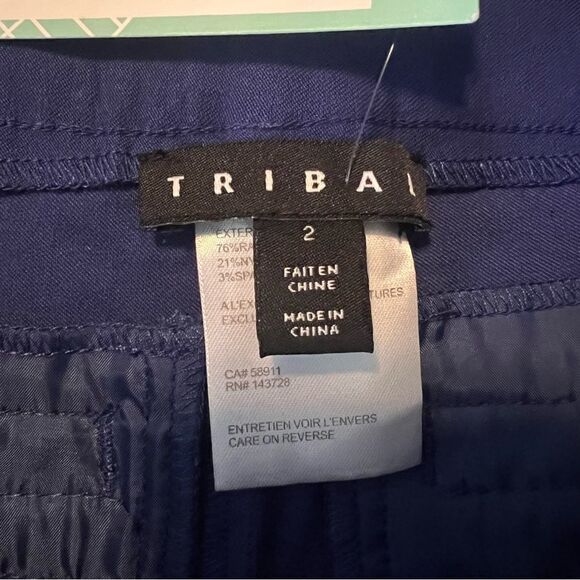 TRIBAL
2
FAIT EN
CHINE
MADE IN
CHINA
EXTER
76%RA
21%NY
3%SPA
A L'EX TURES
EXCLU
CA# 58911
RN# 143728
ENTRETIEN VOIR L'ENVERS
CARE ON REVERSE